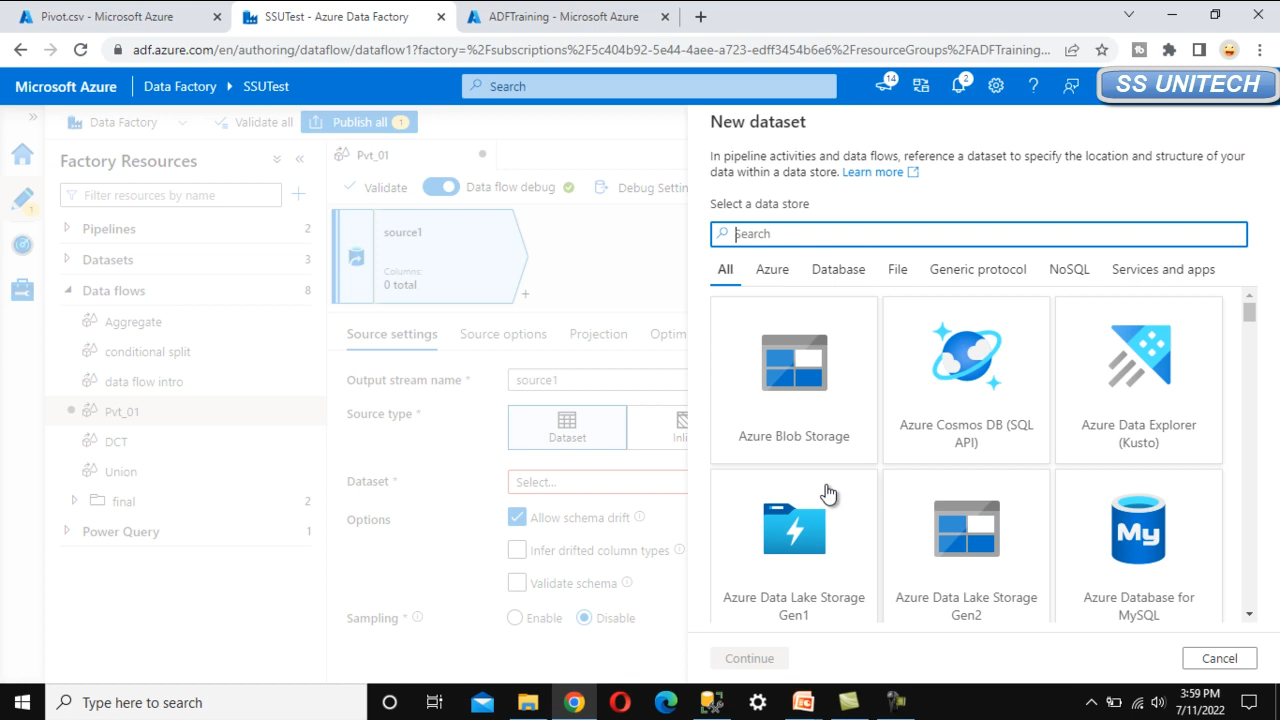 Pivot.csv - Microsoft Azure
SSUTest - Azure Data Factory
ADFTraining - Microsoft Azure
adf.azure.com/en/authoring/dataflow/dataflow1?factory=%2Fsubscriptions%2F5c404b92-5e44-4aee-a723-edff3454b6e6%2FresourceGroups%2FADFTraining...
Microsoft Azure
Data Factory
SSUTest
Search
14
2
SS UNITECH
Data Factory
Validate all
Publish all
1
New dataset
In pipeline activities and data flows, reference a dataset to specify the location and structure of your
data within a data store. Learn more
Select a data store
Search
All
Azure
Database
File
Generic protocol
NoSQL
Services and apps
Azure Blob Storage
Azure Cosmos DB (SQL
API)
Azure Data Explorer
(Kusto)
Azure Data Lake Storage
Gen1
Azure Data Lake Storage
Gen2
My
Azure Database for
MySQL
Continue
Cancel
Factory Resources
Filter resources by name
Pipelines
2
Datasets
3
Data flows
8
Aggregate
conditional split
data flow intro
Pvt_01
DCT
Union
final
2
Power Query
1
Pvt_01
Validate
Data flow debug
Debug Setti
source1
Columns:
0 total
Source settings
Source options
Projection
Optim
Output stream name *
source1
Source type *
Dataset
Inli
Dataset *
Select...
Options
Allow schema drift
Infer drifted column types
Validate schema
Sampling *
Enable
Disable
Type here to search
3:59 PM
7/11/2022